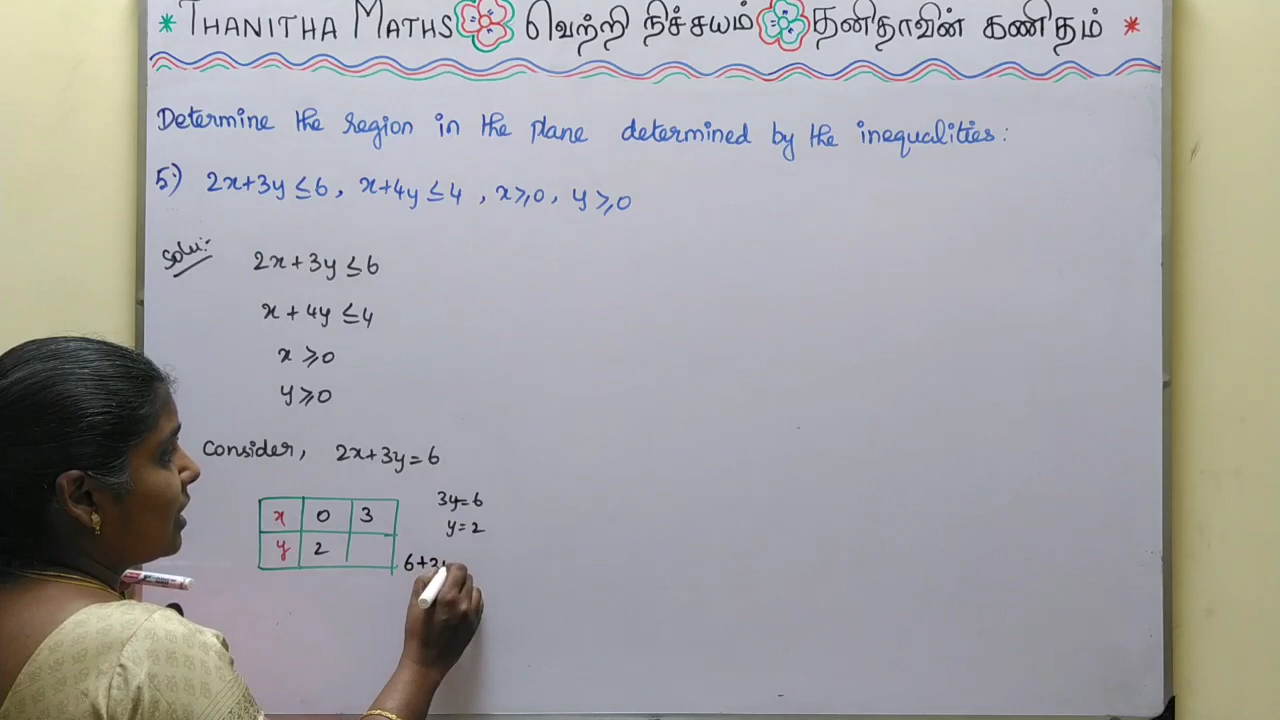 * THANITHA MATHS வெற்றி நிச்சயம் தனிதாவின் கணிதம் *
Determine the region in the plane determined by the inequalities:
5) 2x+3y ≤ 6, x+4y ≤ 4, x ≥ 0, y ≥ 0
Solu:-
2x+3y ≤ 6
x + 4y ≤ 4
x ≥ 0
y ≥ 0
Consider, 2x+3y = 6
x 0 3
y 2
3y = 6
y = 2
6+3y